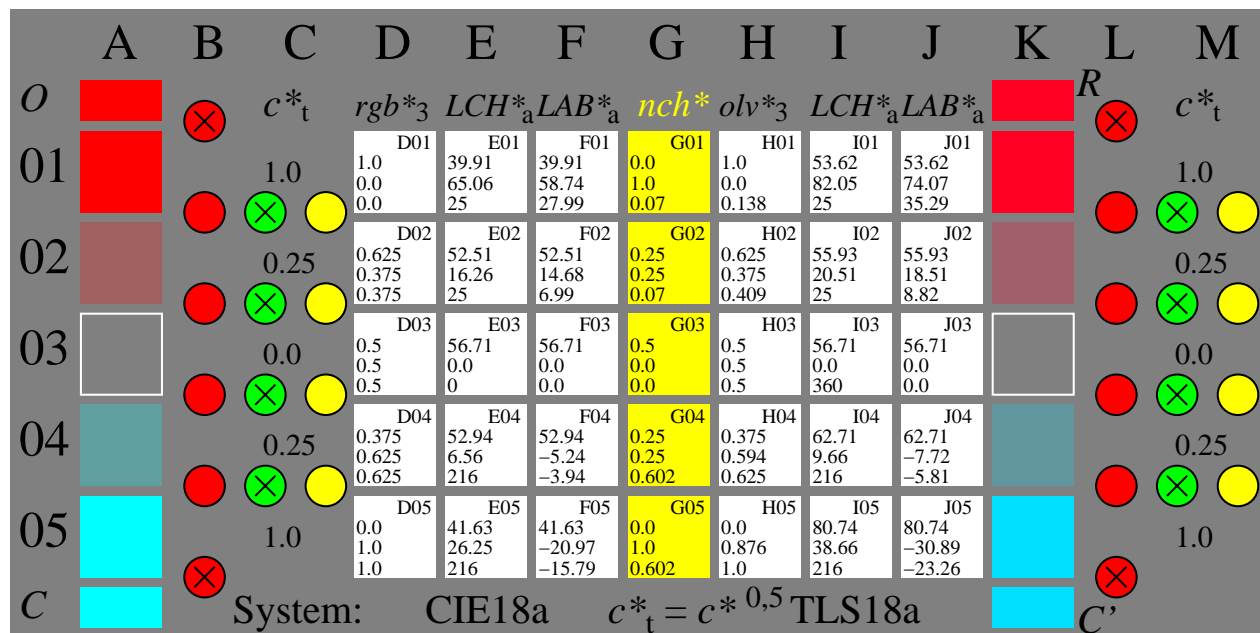 A B C D E F G H I J K L M
O c*t rgb*3 LCH*a LAB*a nch* olv*3 LCH*a LAB*a R c*t
01 1.0 1.0
D01 E01 F01 G01 H01 I01 J01
1.0 39.91 39.91 0.0 1.0 53.62 53.62
0.0 65.06 58.74 1.0 0.0 82.05 74.07
0.0 25 27.99 0.07 0.138 25 35.29
02 0.25 0.25
D02 E02 F02 G02 H02 I02 J02
0.625 52.51 52.51 0.25 0.625 55.93 55.93
0.375 16.26 14.68 0.25 0.375 20.51 18.51
0.375 25 6.99 0.07 0.409 25 8.82
03 0.0 0.0
D03 E03 F03 G03 H03 I03 J03
0.5 56.71 56.71 0.5 0.5 56.71 56.71
0.5 0.0 0.0 0.0 0.5 0.0 0.0
0.5 0 0.0 0.0 0.5 360 0.0
04 0.25 0.25
D04 E04 F04 G04 H04 I04 J04
0.375 52.94 52.94 0.25 0.375 62.71 62.71
0.625 6.56 −5.24 0.25 0.594 9.66 −7.72
0.625 216 −3.94 0.602 0.625 216 −5.81
05 1.0 1.0
D05 E05 F05 G05 H05 I05 J05
0.0 41.63 41.63 0.0 0.0 80.74 80.74
1.0 26.25 −20.97 1.0 0.876 38.66 −30.89
1.0 216 −15.79 0.602 1.0 216 −23.26
C System: CIE18a c*t = c* 0,5 TLS18a C'